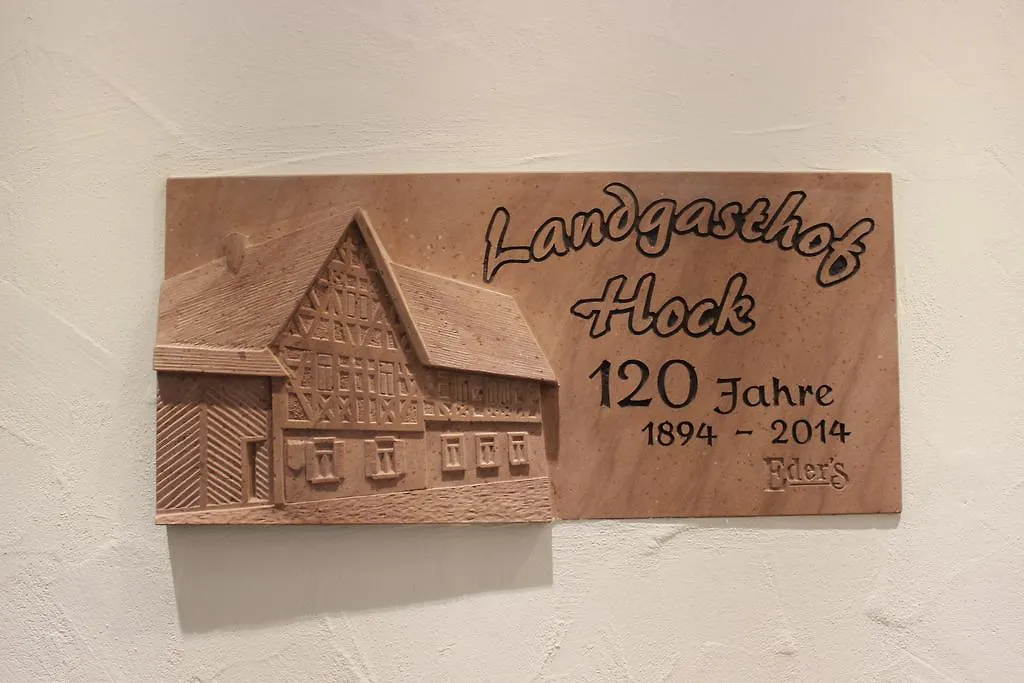 Landgasthof
Hock
120 Jahre
1894 - 2014
Eder's